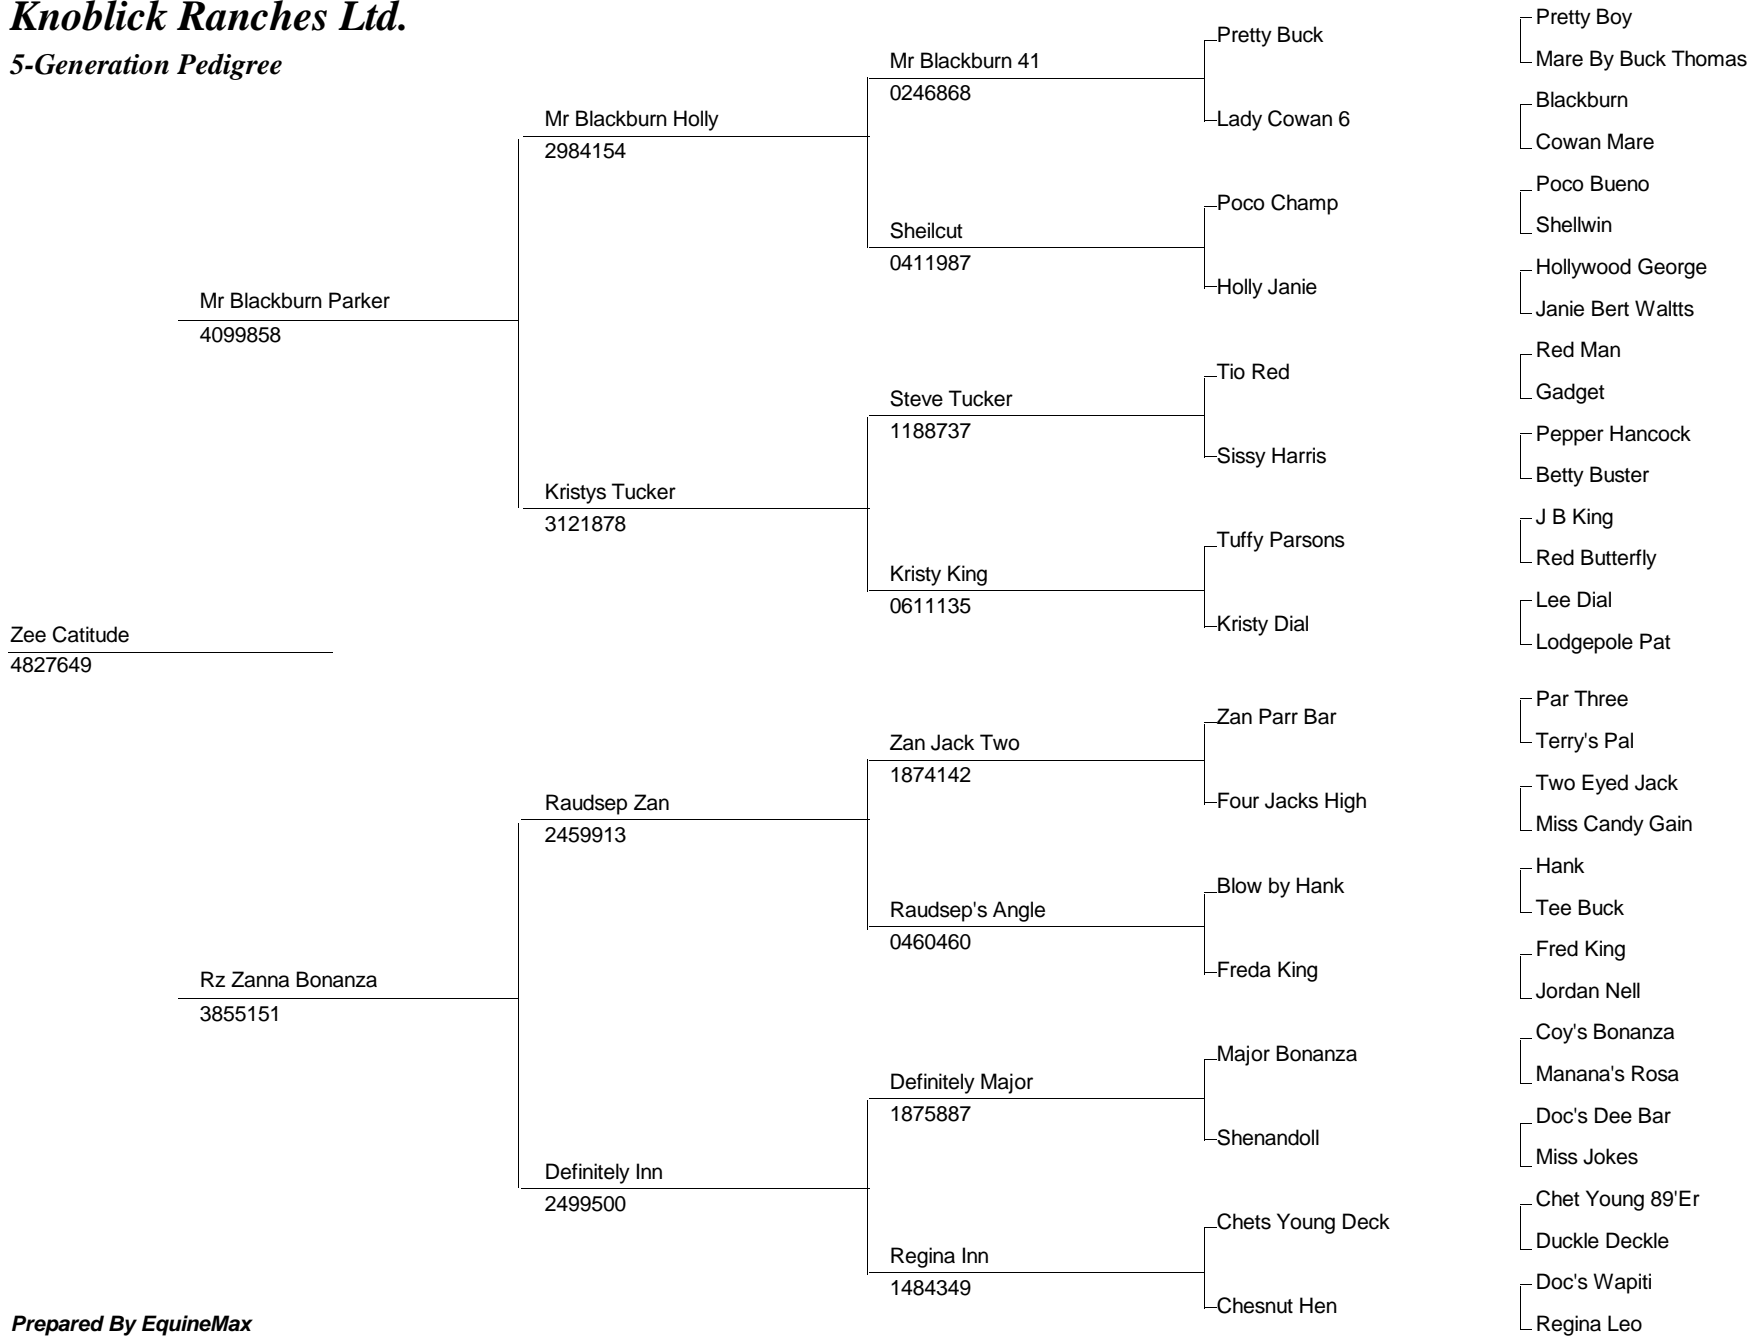 Knoblick Ranches Ltd.
5-Generation Pedigree
Zee Catitude
4827649
Mr Blackburn Parker
4099858
Rz Zanna Bonanza
3855151
Mr Blackburn Holly
2984154
Kristys Tucker
3121878
Raudsep Zan
2459913
Definitely Inn
2499500
Mr Blackburn 41
0246868
Sheilcut
0411987
Steve Tucker
1188737
Kristy King
0611135
Zan Jack Two
1874142
Raudsep's Angle
0460460
Definitely Major
1875887
Regina Inn
1484349
Pretty Buck
Lady Cowan 6
Poco Champ
Holly Janie
Tio Red
Sissy Harris
Tuffy Parsons
Kristy Dial
Zan Parr Bar
Four Jacks High
Blow by Hank
Freda King
Major Bonanza
Shenandoll
Chets Young Deck
Chesnut Hen
Pretty Boy
Mare By Buck Thomas
Blackburn
Cowan Mare
Poco Bueno
Shellwin
Hollywood George
Janie Bert Waltts
Red Man
Gadget
Pepper Hancock
Betty Buster
J B King
Red Butterfly
Lee Dial
Lodgepole Pat
Par Three
Terry's Pal
Two Eyed Jack
Miss Candy Gain
Hank
Tee Buck
Fred King
Jordan Nell
Coy's Bonanza
Manana's Rosa
Doc's Dee Bar
Miss Jokes
Chet Young 89'Er
Duckle Deckle
Doc's Wapiti
Regina Leo
Prepared By EquineMax